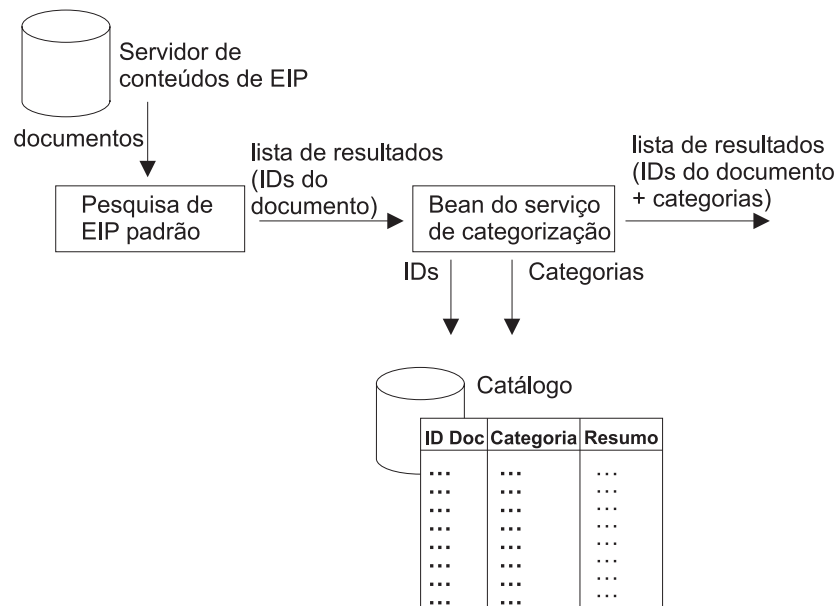 Servidor de
conteúdos de EIP
documentos
lista de resultados
(IDs do
documento)
lista de resultados
(IDs do documento
+ categorias)
Pesquisa de
EIP padrão
Bean do serviço
de categorização
IDs
Categorias
Catálogo
ID Doc Categoria Resumo
... ... ...
... ... ...
... ... ...
... ... ...
... ... ...
... ... ...
... ... ...
... ... ...